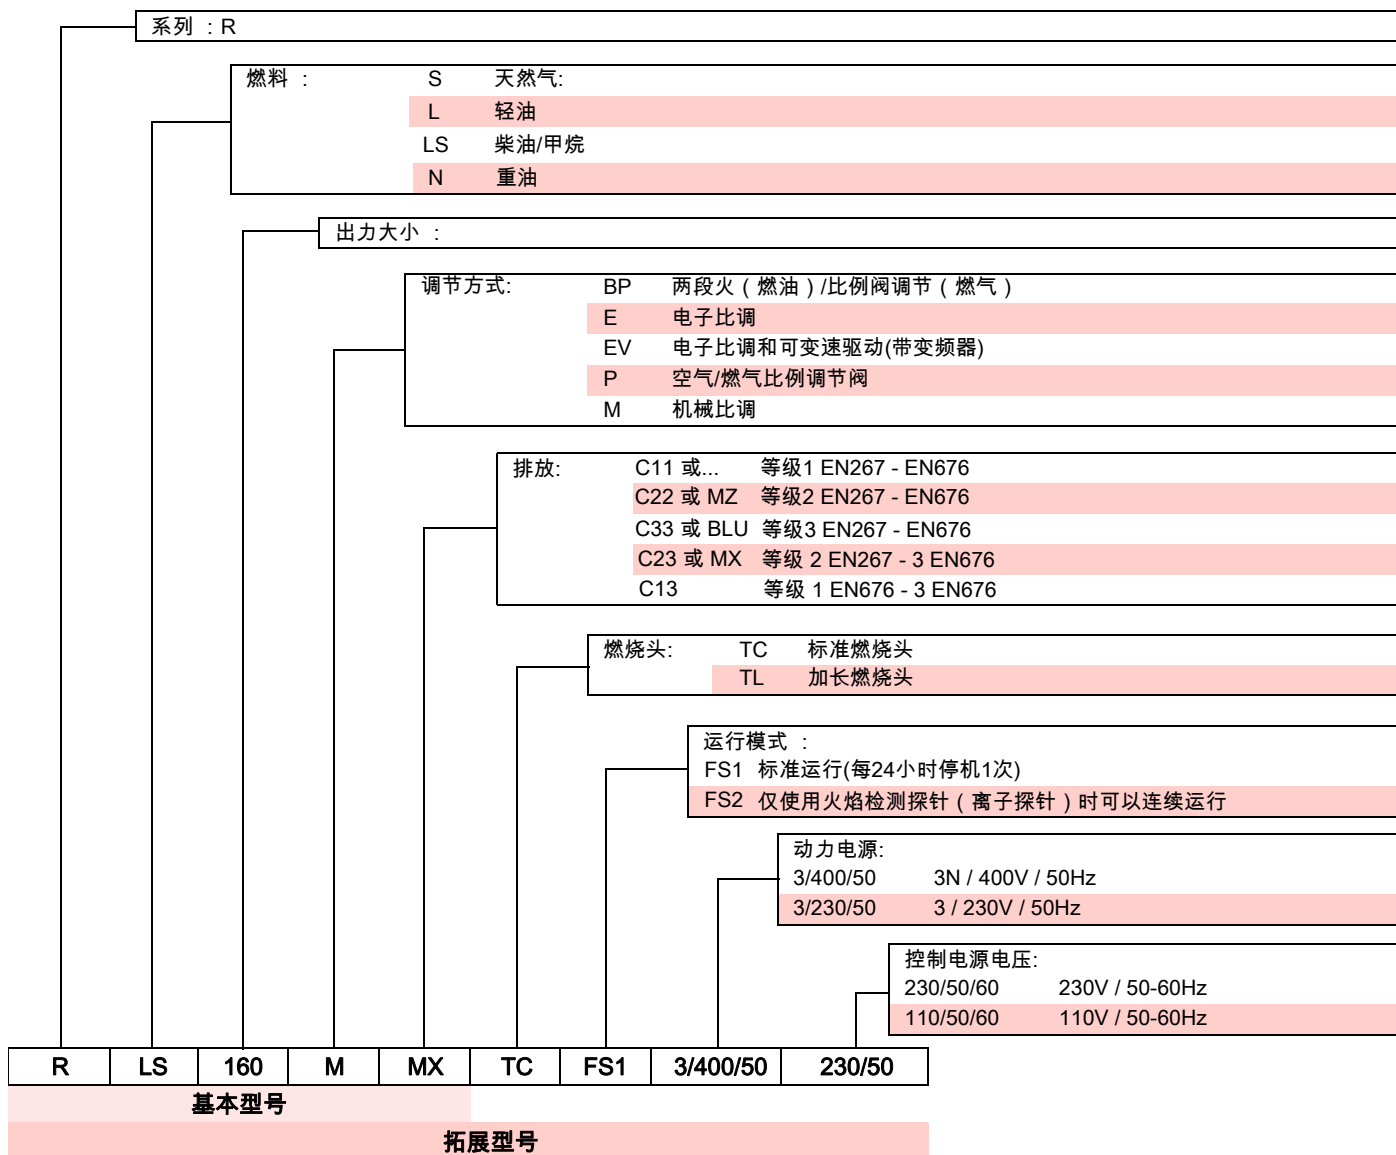 系列 : R
燃料 : S 天然气:
L 轻油
LS 柴油/甲烷
N 重油
出力大小 :
调节方式: BP 两段火（燃油）/比例阀调节（燃气）
E 电子比调
EV 电子比调和可变速驱动(带变频器)
P 空气/燃气比例调节阀
M 机械比调
排放: C11 或... 等级1 EN267 - EN676
C22 或 MZ 等级2 EN267 - EN676
C33 或 BLU 等级3 EN267 - EN676
C23 或 MX 等级 2 EN267 - 3 EN676
C13 等级 1 EN676 - 3 EN676
燃烧头: TC 标准燃烧头
TL 加长燃烧头
运行模式 :
FS1 标准运行(每24小时停机1次)
FS2 仅使用火焰检测探针（离子探针）时可以连续运行
动力电源:
3/400/50 3N / 400V / 50Hz
3/230/50 3 / 230V / 50Hz
控制电源电压:
230/50/60 230V / 50-60Hz
110/50/60 110V / 50-60Hz
R LS 160 M MX TC FS1 3/400/50 230/50
基本型号
拓展型号